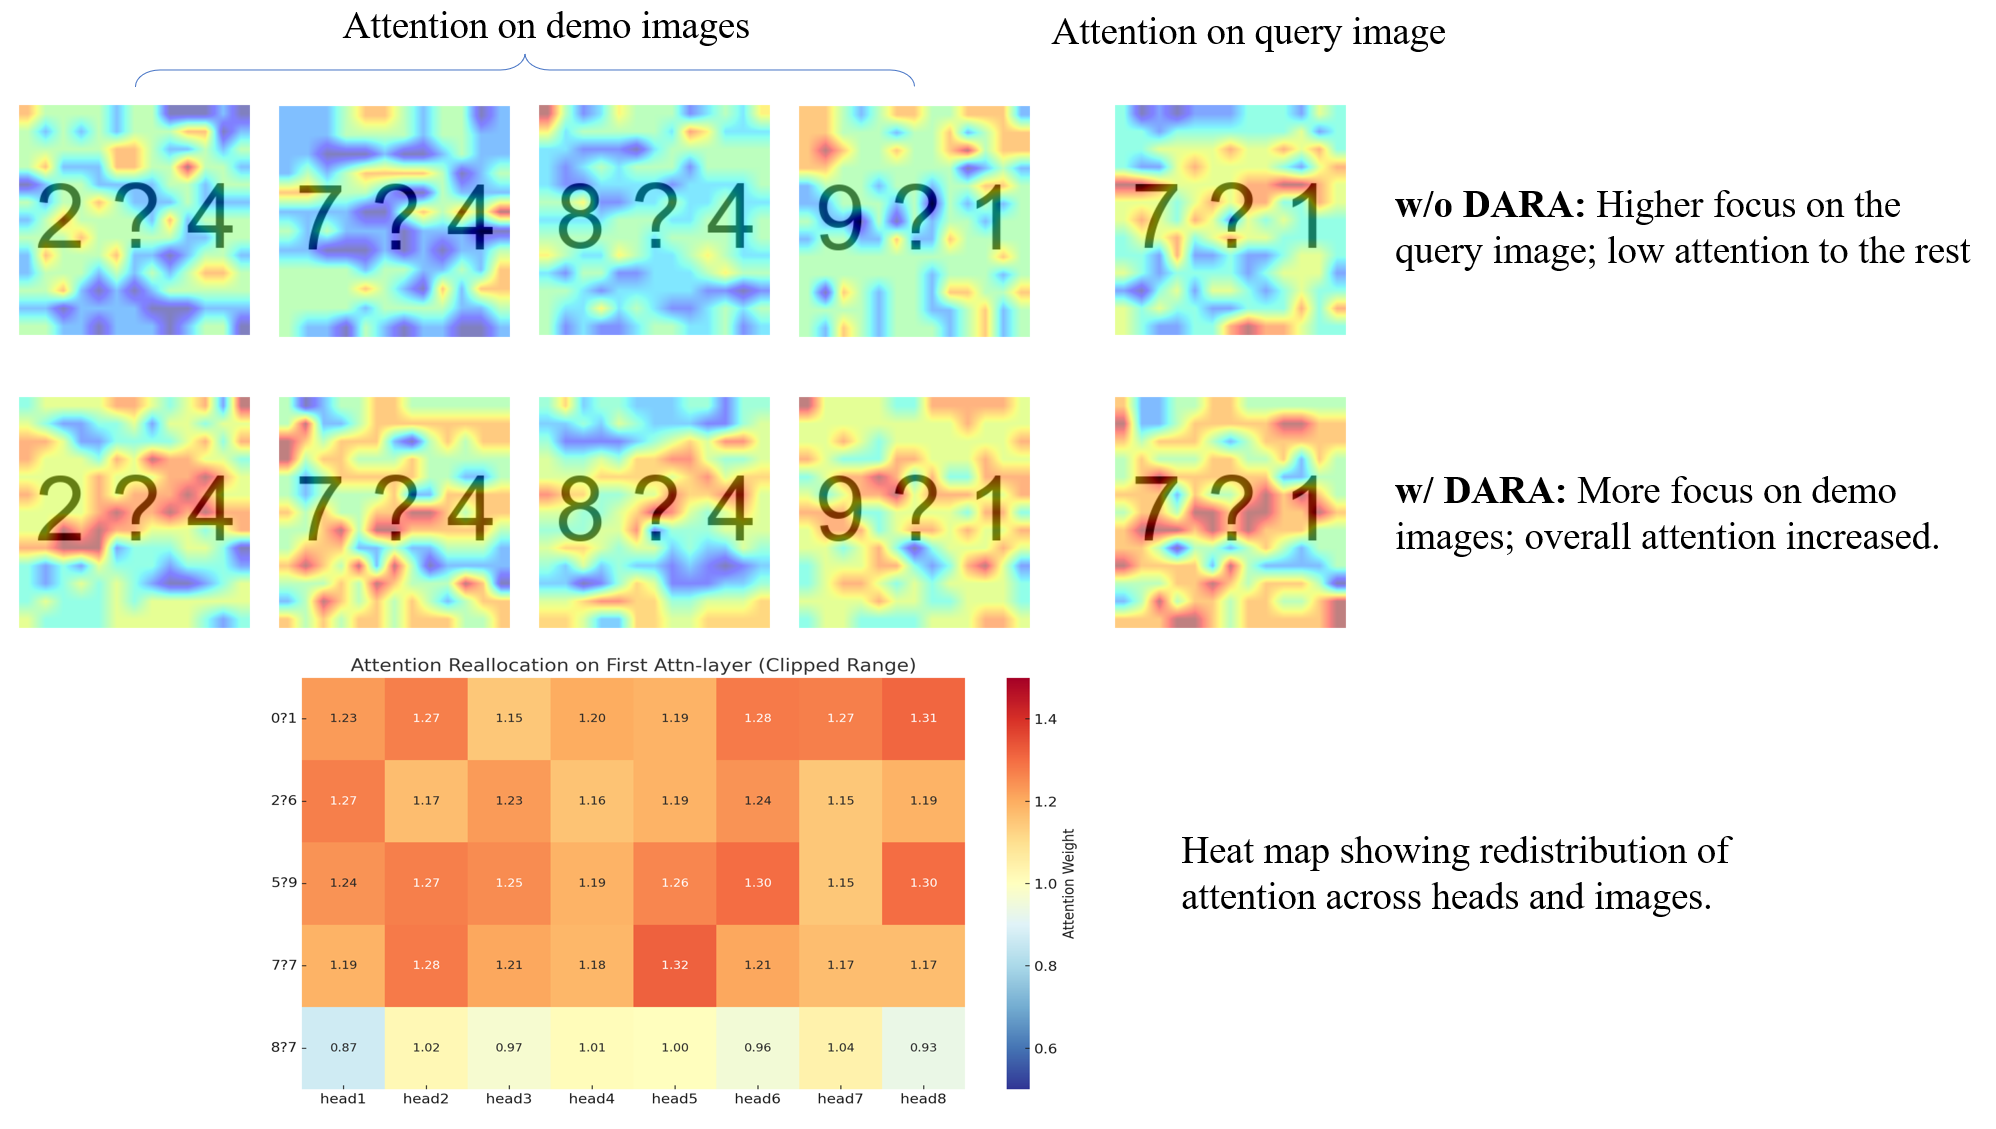 Attention on demo images
Attention on query image
2 ? 4
7 ? 4
8 ? 4
9 ? 1
7 ? 1
w/o DARA: Higher focus on the
query image; low attention to the rest
2 ? 4
7 ? 4
8 ? 4
9 ? 1
7 ? 1
w/ DARA: More focus on demo
images; overall attention increased.
Attention Reallocation on First Attn-layer (Clipped Range)
0?1 1.23 1.27 1.15 1.20 1.19 1.28 1.27 1.31
2?6 1.27 1.17 1.23 1.16 1.19 1.24 1.15 1.19
5?9 1.24 1.27 1.25 1.19 1.26 1.30 1.15 1.30
7?7 1.19 1.28 1.21 1.18 1.32 1.21 1.17 1.17
8?7 0.87 1.02 0.97 1.01 1.00 0.96 1.04 0.93
head1 head2 head3 head4 head5 head6 head7 head8
1.4
1.2
1.0
0.8
0.6
Attention Weight
Heat map showing redistribution of
attention across heads and images.